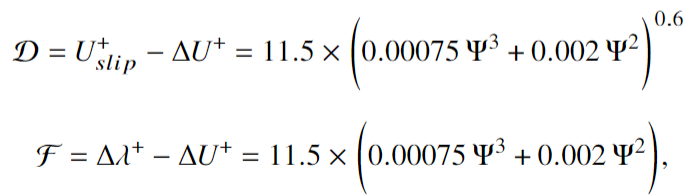 𝒟 = U⁺_slip − ΔU⁺ = 11.5 × (0.00075 Ψ³ + 0.002 Ψ²)^0.6
ℱ = Δλ⁺ − ΔU⁺ = 11.5 × (0.00075 Ψ³ + 0.002 Ψ²),